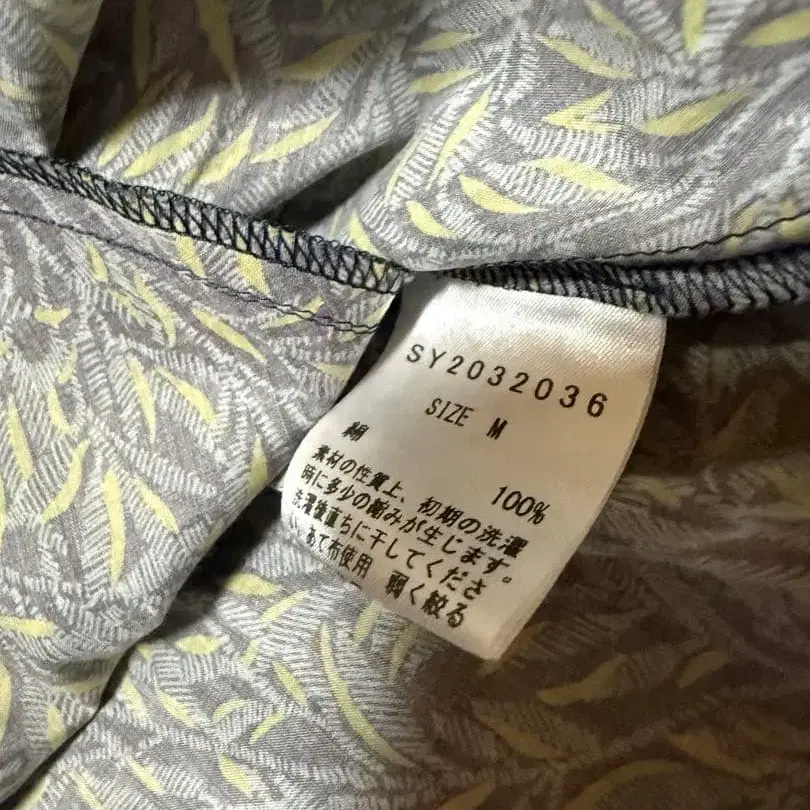 SY2032036
SIZE M
100%
素材の性質上、初期の洗濯
時に多少の縮みが生じます。
洗濯後直ちに干してくださ
い。あて布使用 弱く絞る